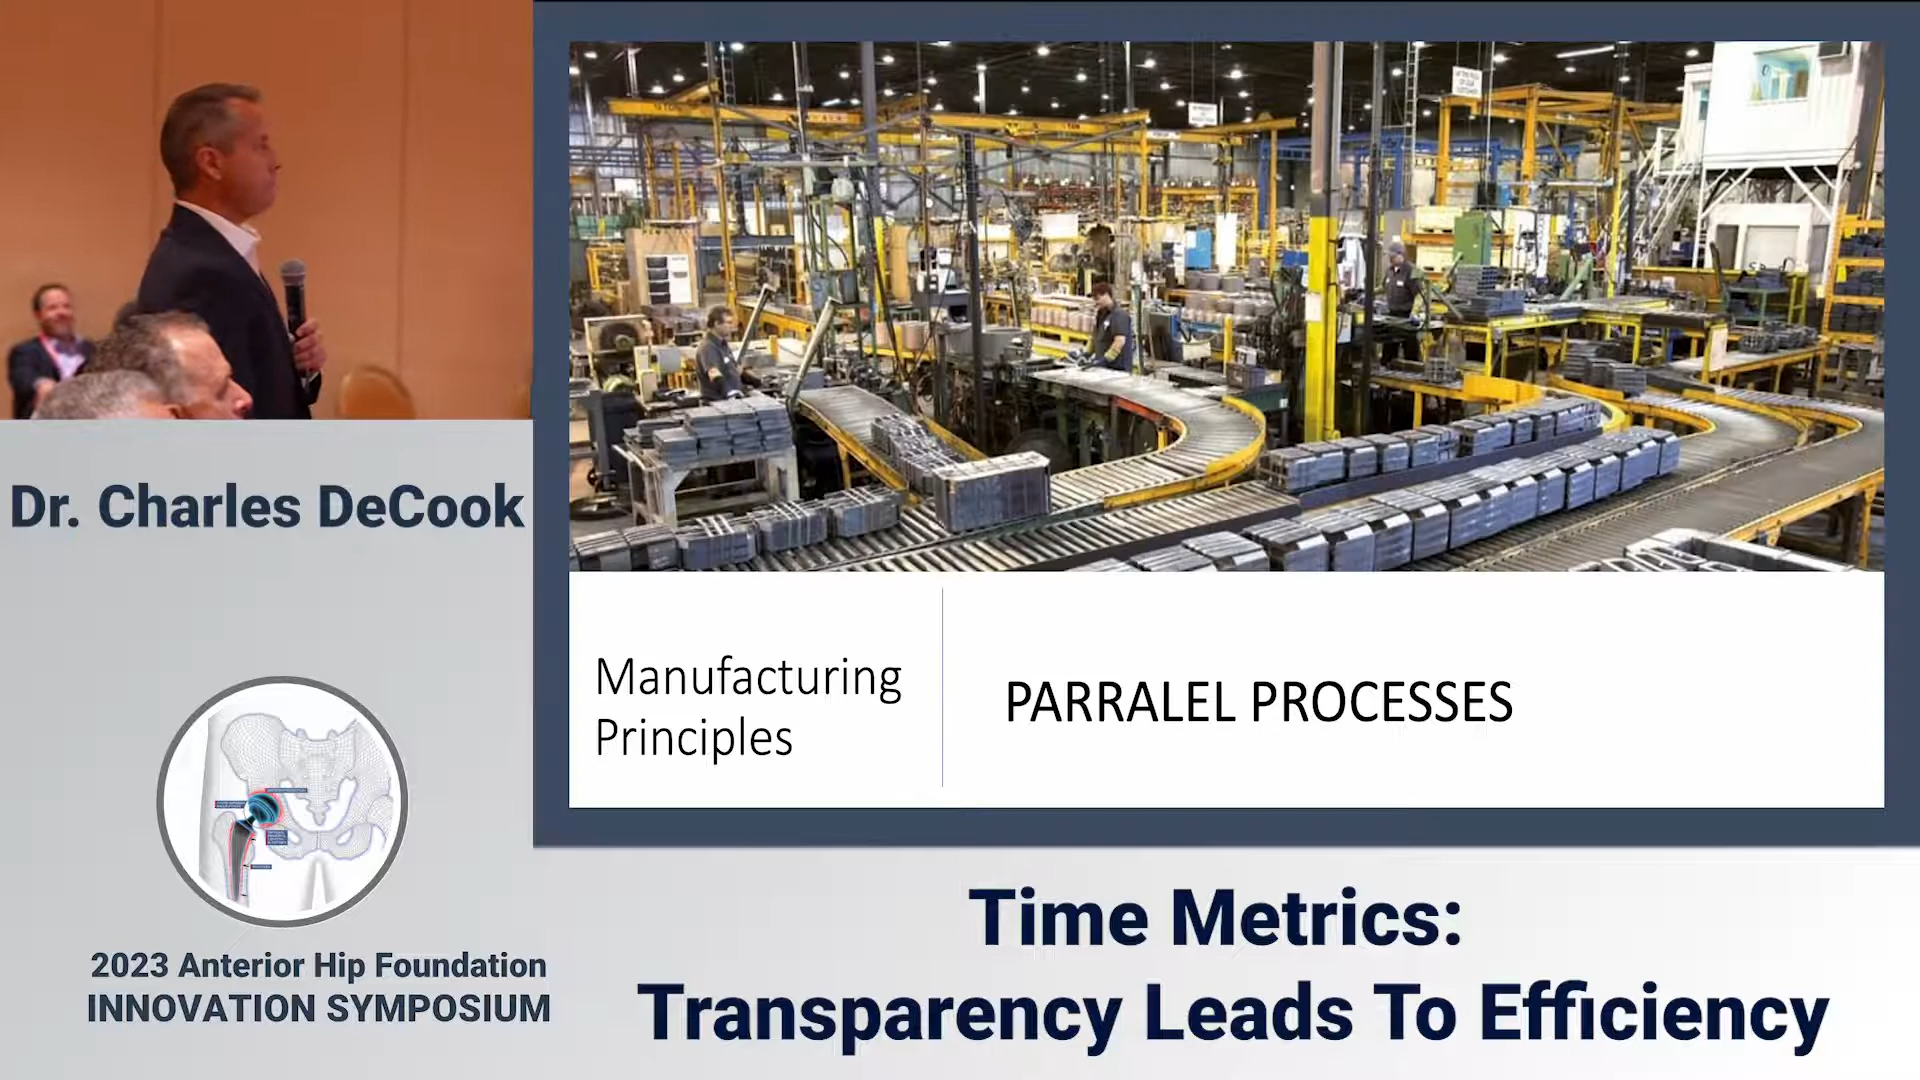 Dr. Charles DeCook
2023 Anterior Hip Foundation
INNOVATION SYMPOSIUM
Manufacturing
Principles
PARRALEL PROCESSES
Time Metrics:
Transparency Leads To Efficiency